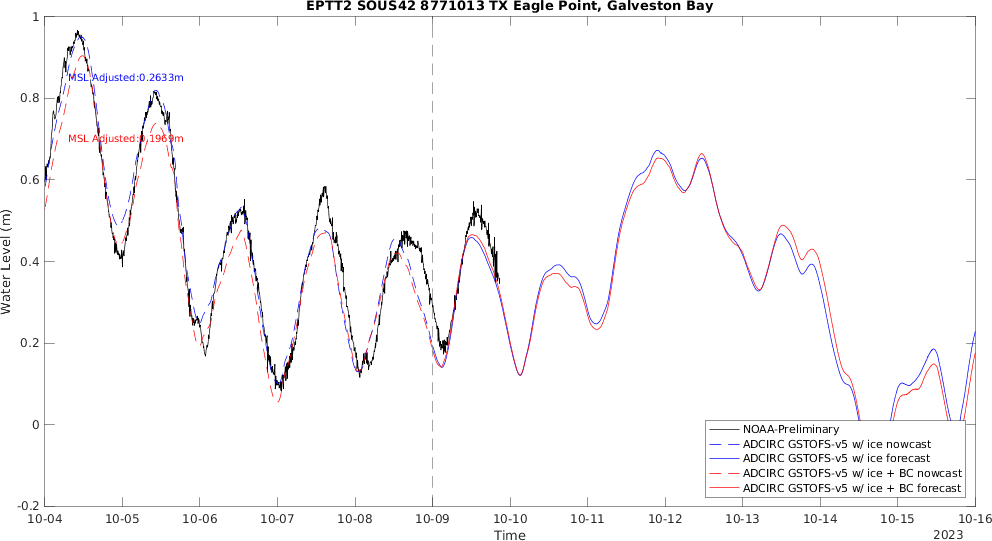 EPTT2 SOUS42 8771013 TX Eagle Point, Galveston Bay
1
0.8
0.6
0.4
0.2
0
-0.2
Water Level (m)
MSL Adjusted:0.2633m
MSL Adjusted:0.1969m
NOAA-Preliminary
ADCIRC GSTOFS-v5 w/ ice nowcast
ADCIRC GSTOFS-v5 w/ ice forecast
ADCIRC GSTOFS-v5 w/ ice + BC nowcast
ADCIRC GSTOFS-v5 w/ ice + BC forecast
10-04 10-05 10-06 10-07 10-08 10-09 10-10 10-11 10-12 10-13 10-14 10-15 10-16
Time
2023